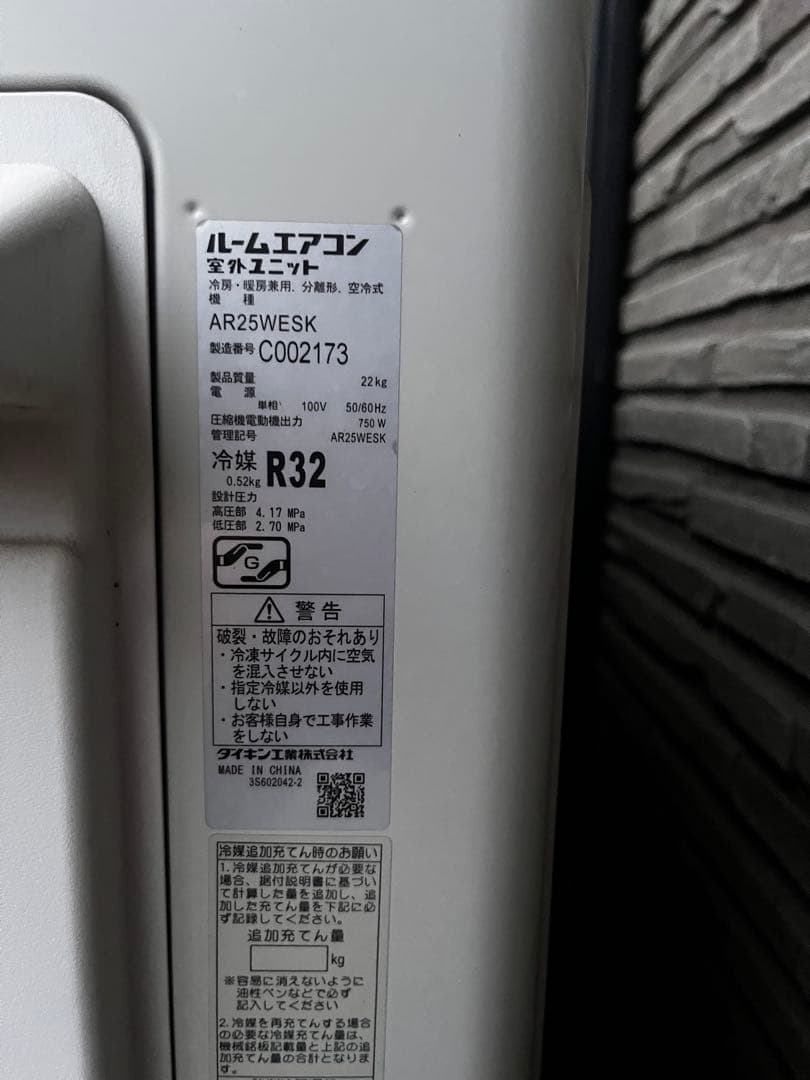 ルームエアコン
室外ユニット
冷房・暖房兼用、分離形、空冷式
機 種
AR25WESK
製造番号 C002173
製品質量 22kg
電 源
単相 100V 50/60Hz
圧縮機電動機出力 750 W
管理記号 AR25WESK
冷媒 R32
0.52kg
設計圧力
高圧部 4.17 MPa
低圧部 2.70 MPa
G
警告
破裂・故障のおそれあり
・冷凍サイクル内に空気
を混入させない
・指定冷媒以外を使用
しない
・お客様自身で工事作業
をしない
ダイキン工業株式会社
MADE IN CHINA
3S602042-2
冷媒追加充てん時のお願い
1.冷媒追加充てんが必要な
場合、据付説明書に基づい
て計算した量を追加し、追
加した充てん量を下記に必
ず記録してください。
追加充てん量
kg
※容易に消えないように
油性ペンなどで必ず
記入してください
2.冷媒を再充てんする場合
の必要な冷媒充てん量は、
機械銘板記載量と上記の追
加充てん量の合計となりま
す。